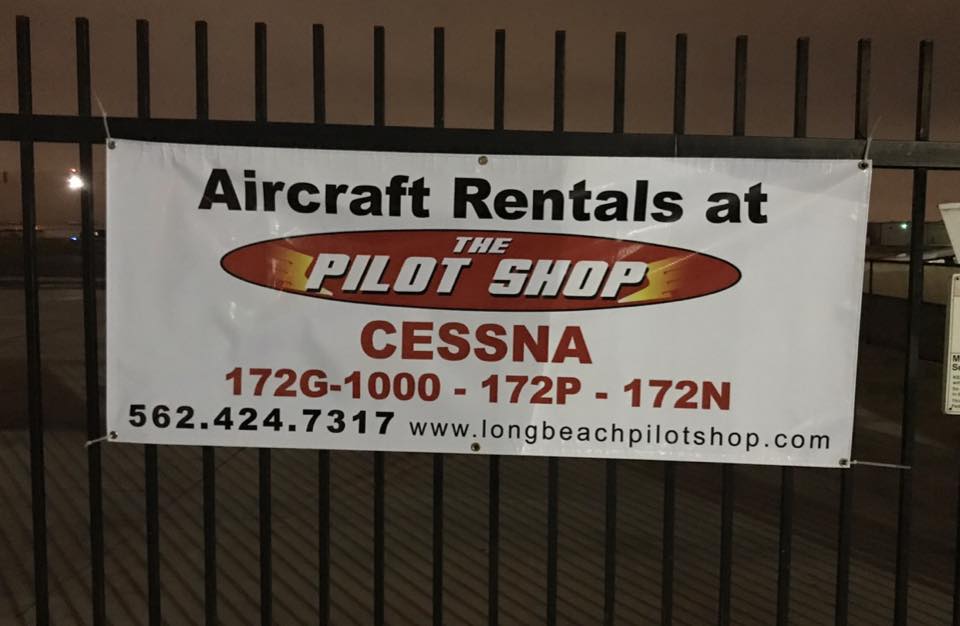 Aircraft Rentals at
THE
PILOT SHOP
CESSNA
172G-1000 - 172P - 172N
562.424.7317 www.longbeachpilotshop.com